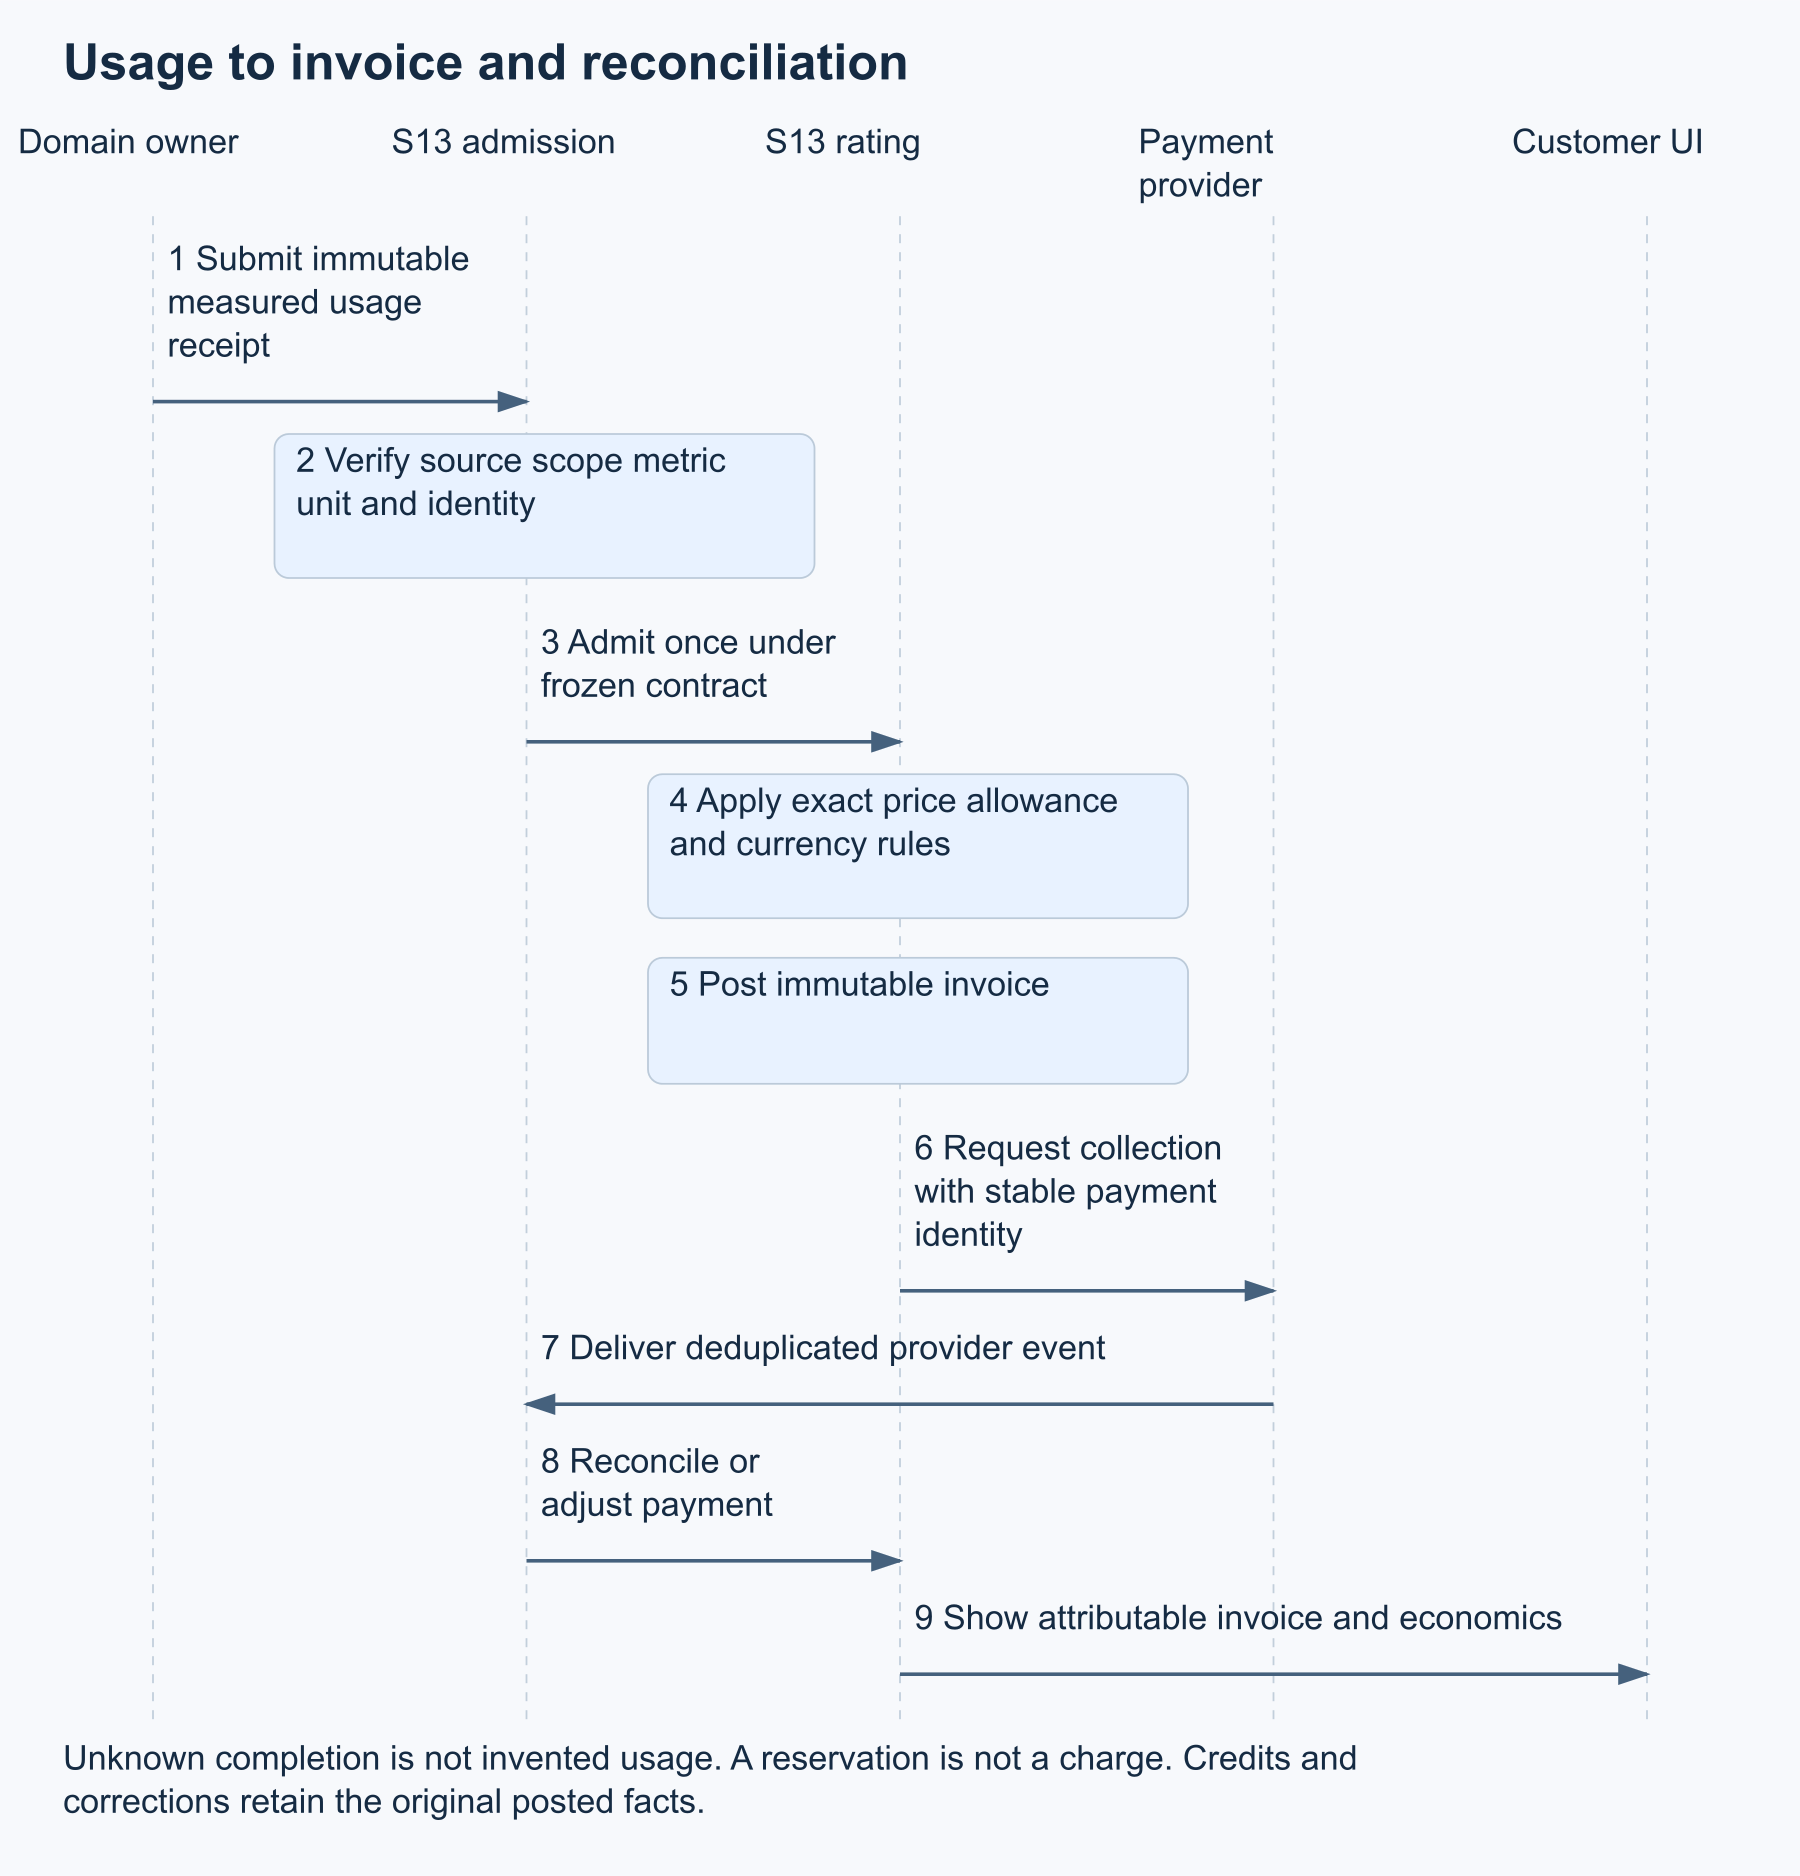 Usage to invoice and reconciliation
Domain owner
S13 admission
S13 rating
Payment
provider
Customer UI
1 Submit immutable
measured usage
receipt
2 Verify source scope metric
unit and identity
3 Admit once under
frozen contract
4 Apply exact price allowance
and currency rules
5 Post immutable invoice
6 Request collection
with stable payment
identity
7 Deliver deduplicated provider event
8 Reconcile or
adjust payment
9 Show attributable invoice and economics
Unknown completion is not invented usage. A reservation is not a charge. Credits and
corrections retain the original posted facts.